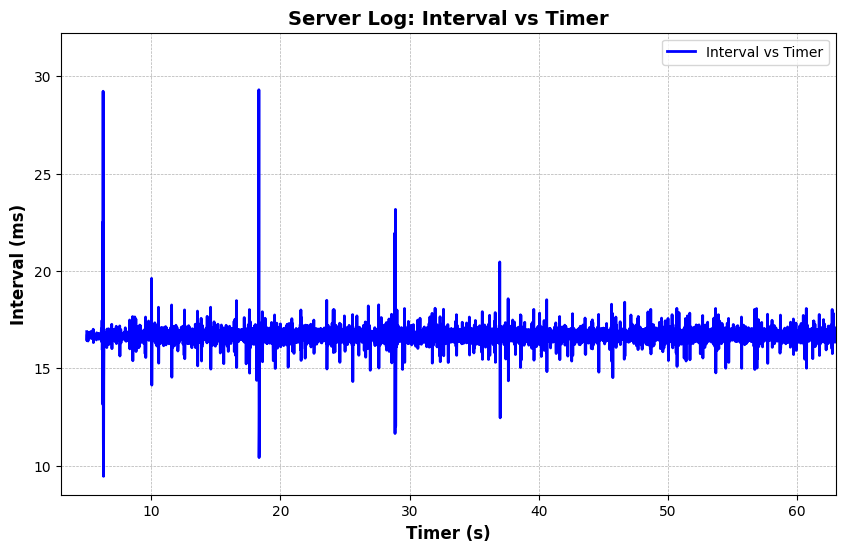 Server Log: Interval vs Timer
Interval vs Timer
30
25
20
15
10
Interval (ms)
10 20 30 40 50 60
Timer (s)